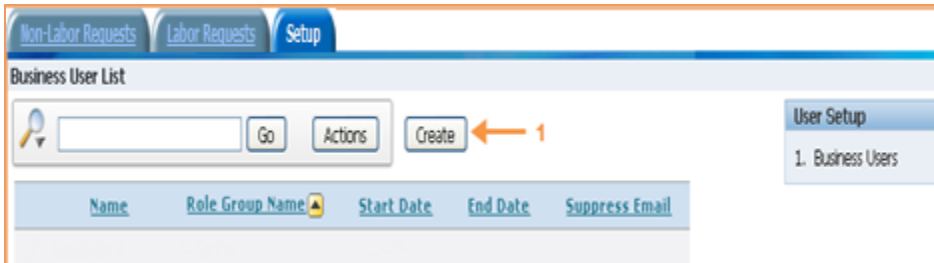 Non-Labor Requests Labor Requests Setup
Business User List
Go Actions Create 1
User Setup
1. Business Users
Name Role Group Name Start Date End Date Suppress Email